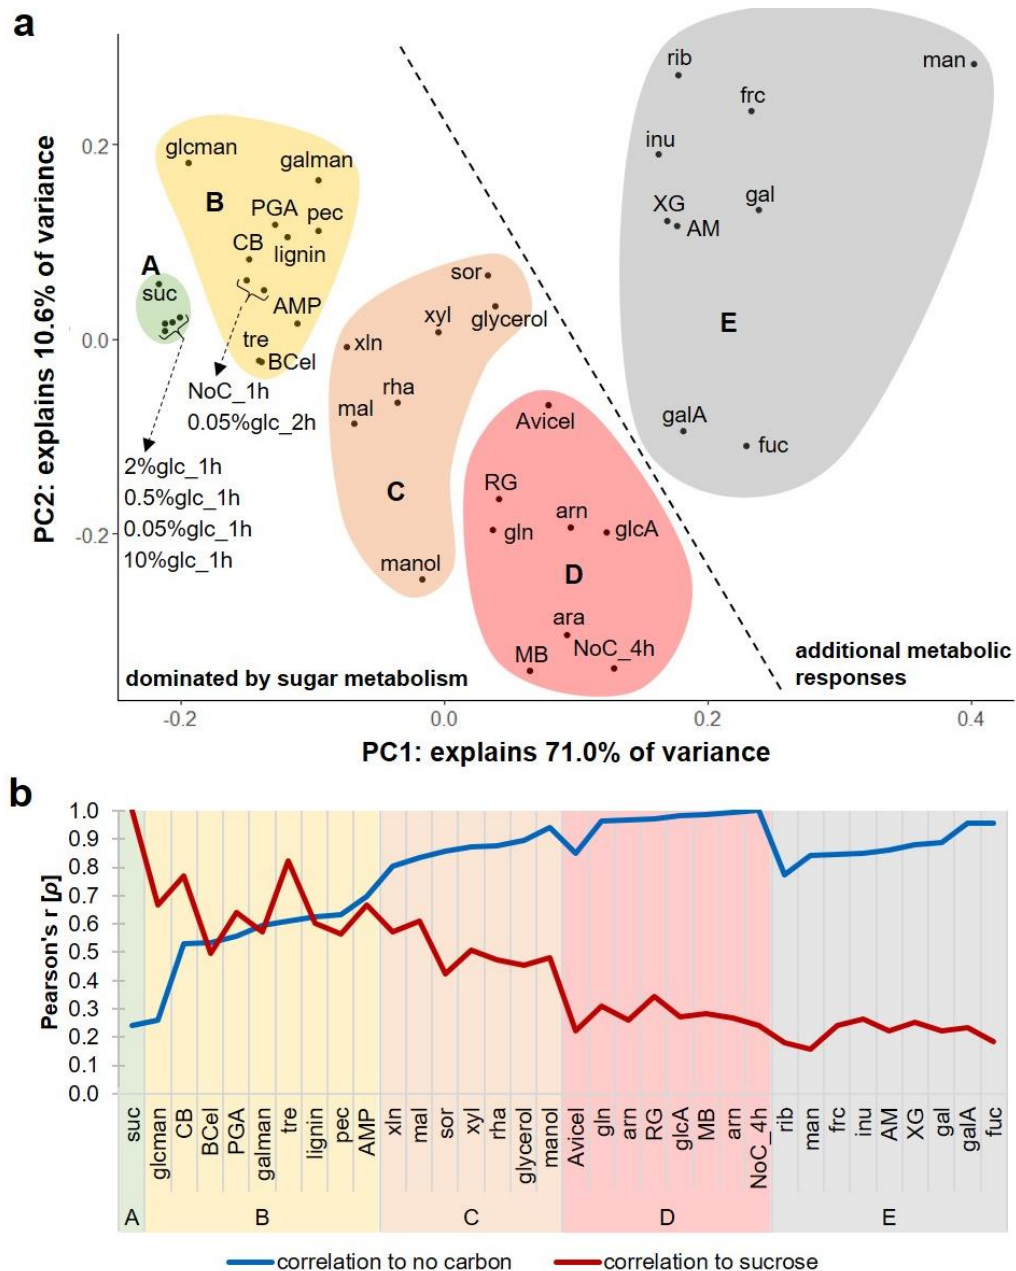 a
PC2: explains 10.6% of variance
0.2
0.0
-0.2
rib
man
frc
inu
XG
AM
gal
E
galA
fuc
glcman
galman
B
PGA
pec
CB
lignin
A
suc
AMP
tre
BCel
NoC_1h
0.05%glc_2h
2%glc_1h
0.5%glc_1h
0.05%glc_1h
10%glc_1h
sor
xyl
glycerol
xln
rha
mal
C
manol
Avicel
RG
arn
gln
glcA
D
ara
MB
NoC_4h
dominated by sugar metabolism
additional metabolic
responses
-0.2
0.0
0.2
0.4
PC1: explains 71.0% of variance
b
Pearson's r [ρ]
1.0
0.9
0.8
0.7
0.6
0.5
0.4
0.3
0.2
0.1
0.0
suc
glcman
CB
BCel
PGA
galman
tre
lignin
pec
AMP
xln
mal
sor
xyl
rha
glycerol
manol
Avicel
gln
arn
RG
glcA
MB
arn
NoC_4h
rib
man
frc
inu
AM
XG
gal
galA
fuc
A
B
C
D
E
correlation to no carbon
correlation to sucrose